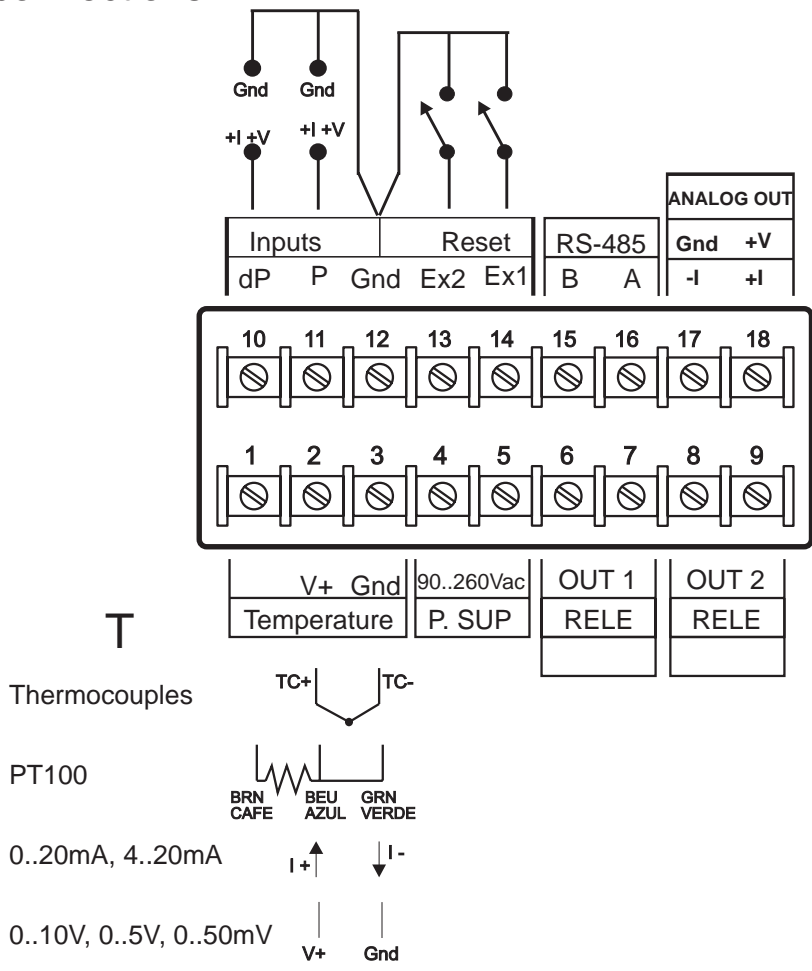 Gnd Gnd
+I +V +I +V
ANALOG OUT
Inputs Reset RS-485 Gnd +V
dP P Gnd Ex2 Ex1 B A -I +I
10 11 12 13 14 15 16 17 18
1 2 3 4 5 6 7 8 9
V+ Gnd 90..260Vac OUT 1 OUT 2
Temperature P. SUP RELE RELE
T
Thermocouples TC+ TC-
PT100
BRN BEU GRN
CAFE AZUL VERDE
0..20mA, 4..20mA I + I -
0..10V, 0..5V, 0..50mV V+ Gnd